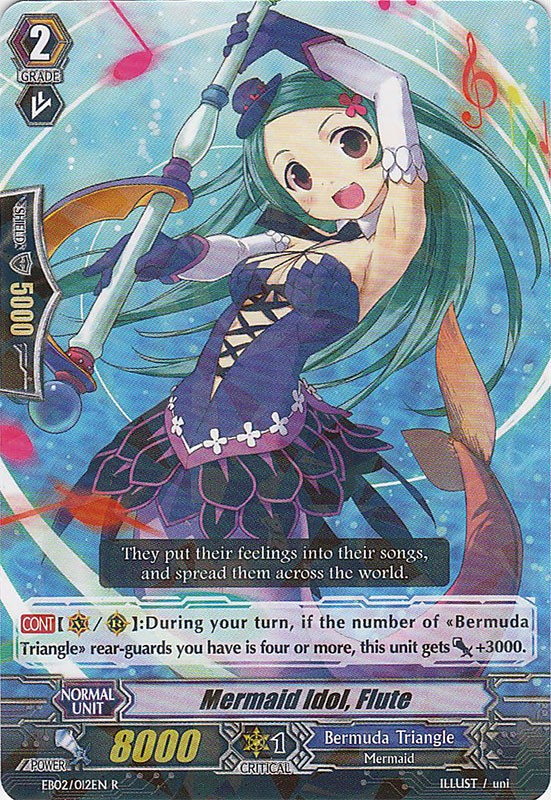 2
GRADE
SHIELD
5000
They put their feelings into their songs,
and spread them across the world.
CONT【V/R】:During your turn, if the number of «Bermuda
Triangle» rear-guards you have is four or more, this unit gets +3000.
NORMAL
UNIT
Mermaid Idol, Flute
POWER
8000
1
CRITICAL
Bermuda Triangle
Mermaid
EB02/012EN R
ILLUST / uni